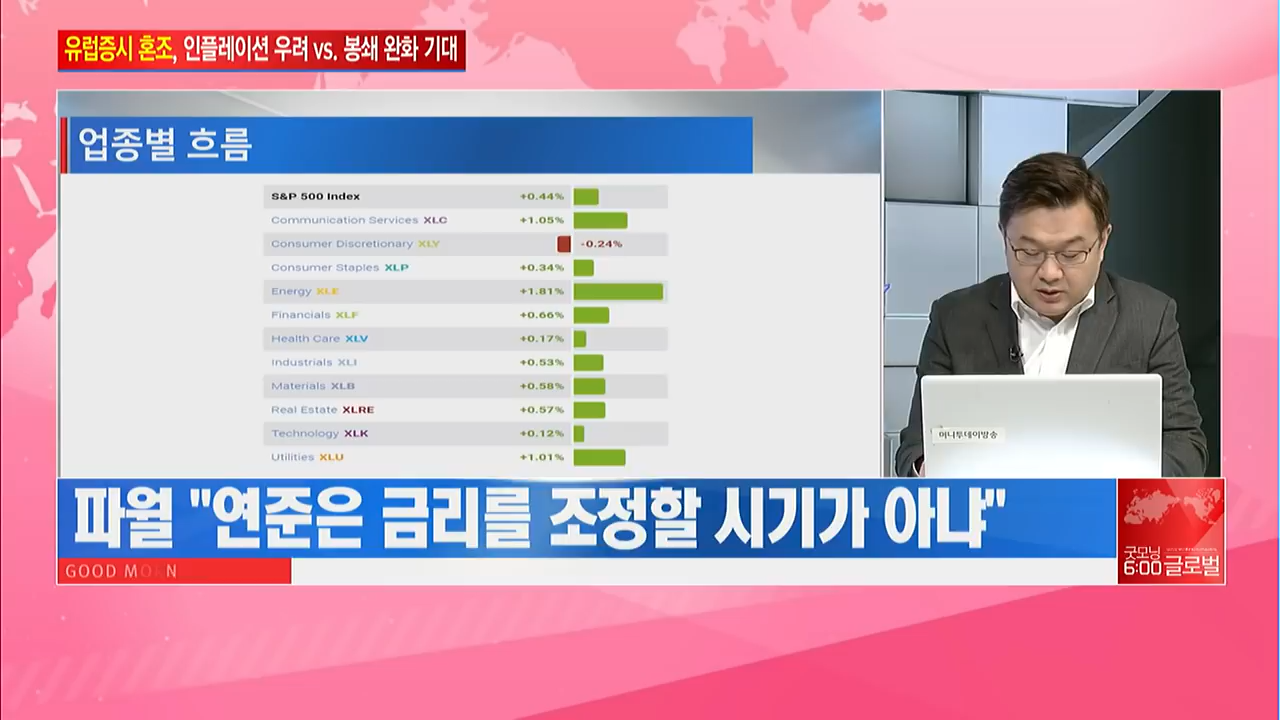 유럽증시 혼조, 인플레이션 우려 vs. 봉쇄 완화 기대
업종별 흐름
S&P 500 Index +0.44%
Communication Services XLC +1.05%
Consumer Discretionary XLY -0.24%
Consumer Staples XLP +0.34%
Energy XLE +1.81%
Financials XLF +0.66%
Health Care XLV +0.17%
Industrials XLI +0.53%
Materials XLB +0.58%
Real Estate XLRE +0.57%
Technology XLK +0.12%
Utilities XLU +1.01%
머니투데이방송
파월 "연준은 금리를 조정할 시기가 아냐"
GOOD MORN
굿모닝
6:00 글로벌